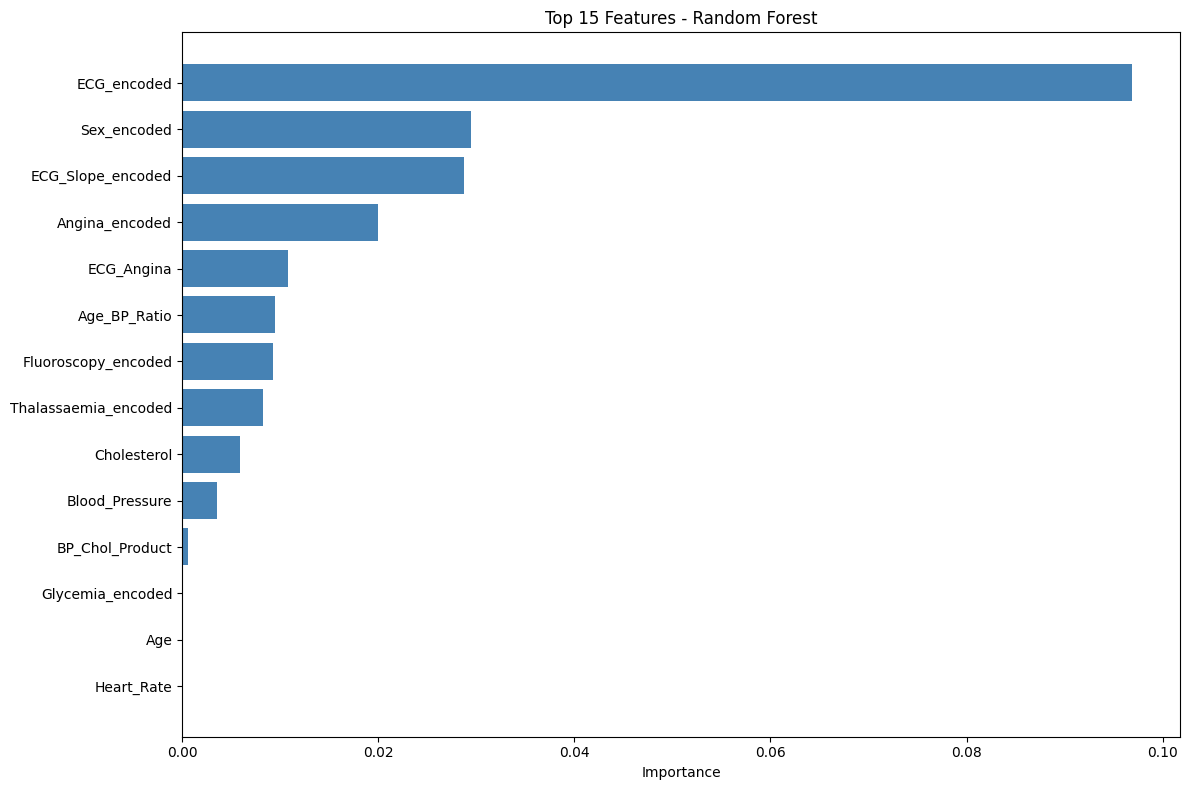 Top 15 Features - Random Forest
ECG_encoded
Sex_encoded
ECG_Slope_encoded
Angina_encoded
ECG_Angina
Age_BP_Ratio
Fluoroscopy_encoded
Thalassaemia_encoded
Cholesterol
Blood_Pressure
BP_Chol_Product
Glycemia_encoded
Age
Heart_Rate
0.00 0.02 0.04 0.06 0.08 0.10
Importance